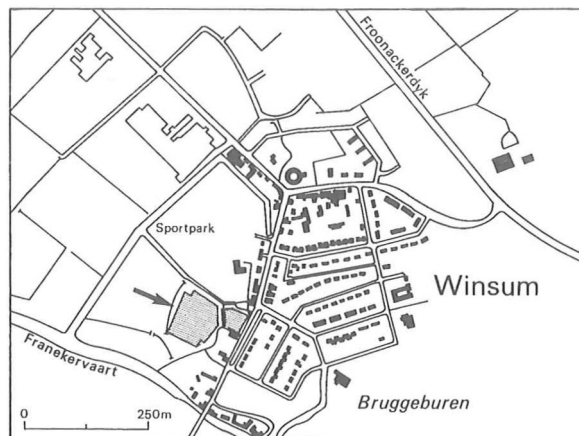 Froonackerdyk
Sportpark
Winsum
Franekervaart
Bruggeburen
0 250m